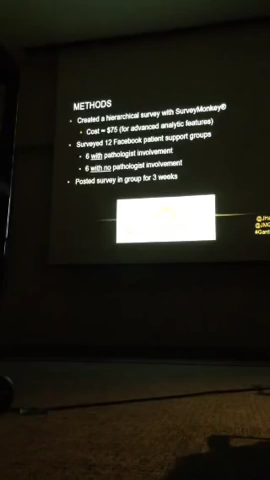 METHODS
• Created a hierarchical survey with SurveyMonkey®
• Cost ≈ $75 (for advanced analytic features)
• Surveyed 12 Facebook patient support groups
• 6 with pathologist involvement
• 6 with no pathologist involvement
• Posted survey in group for 3 weeks